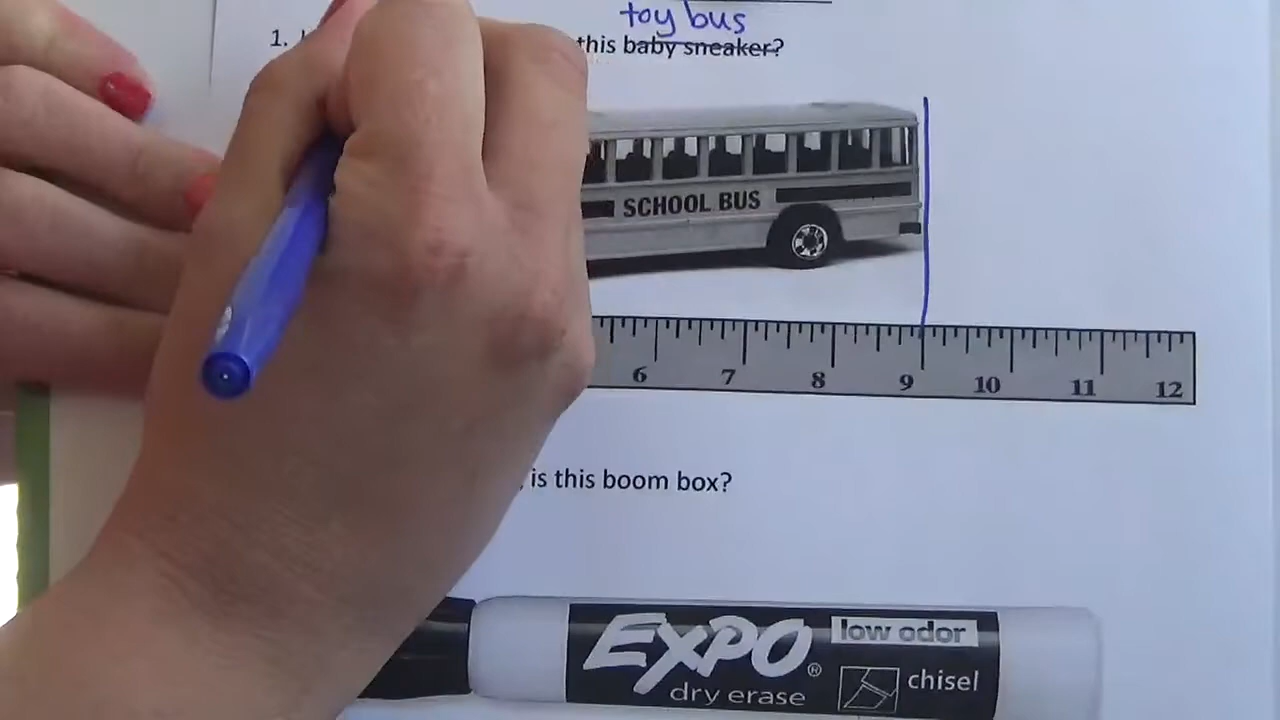 toy bus
1. this baby sneaker?
SCHOOL BUS
6 7 8 9 10 11 12
is this boom box?
EXPO®
low odor
dry erase
chisel